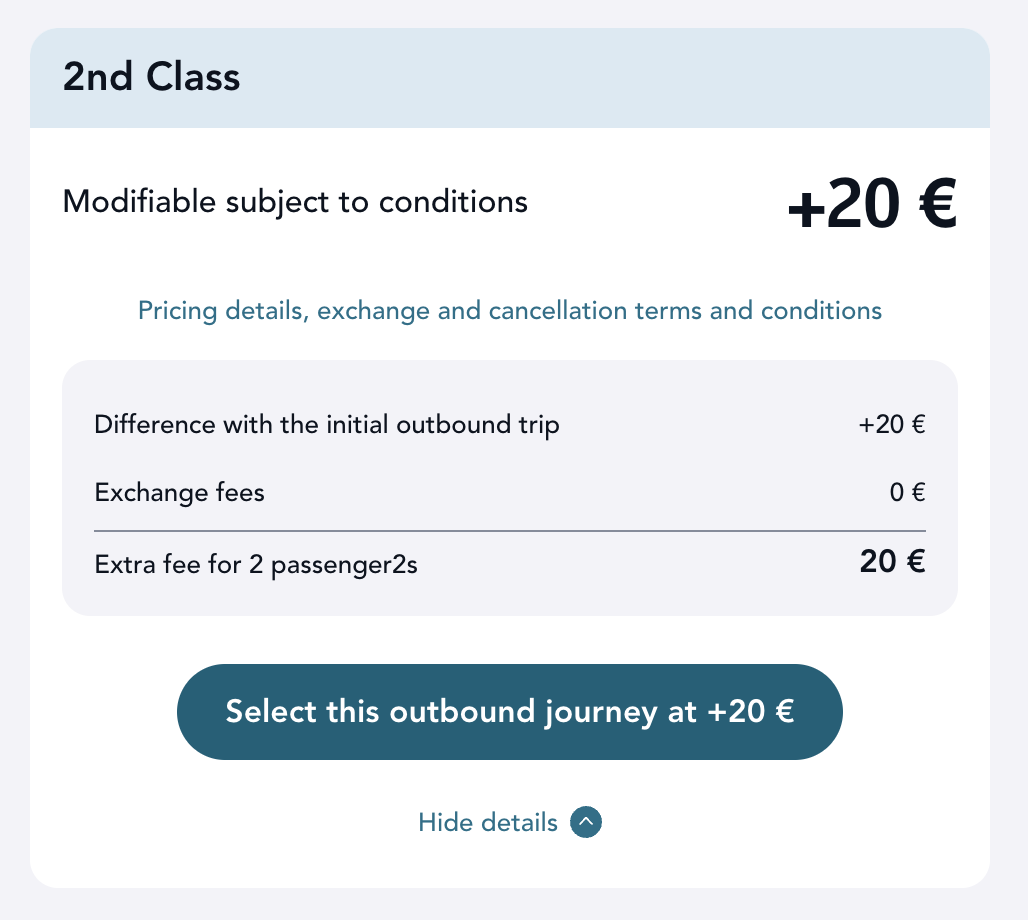 2nd Class
Modifiable subject to conditions
+20 €
Pricing details, exchange and cancellation terms and conditions
Difference with the initial outbound trip +20 €
Exchange fees 0 €
Extra fee for 2 passenger2s 20 €
Select this outbound journey at +20 €
Hide details